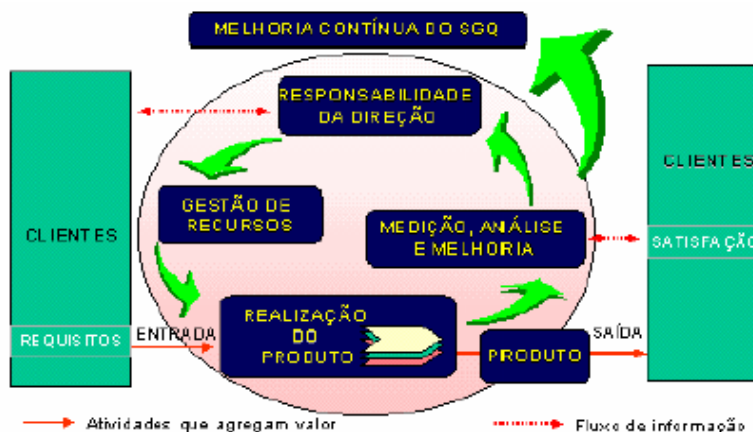 MELHORIA CONTÍNUA DO SGQ
RESPONSABILIDADE
DA DIREÇÃO
CLIENTES
GESTÃO DE
RECURSOS
MEDIÇÃO, ANÁLISE
E MELHORIA
CLIENTES
SATISFAÇÃO
REQUISITOS
ENTRADA
REALIZAÇÃO
DO
PRODUTO
PRODUTO
SAÍDA
Atividades que agregam valor
Fluxo de informação